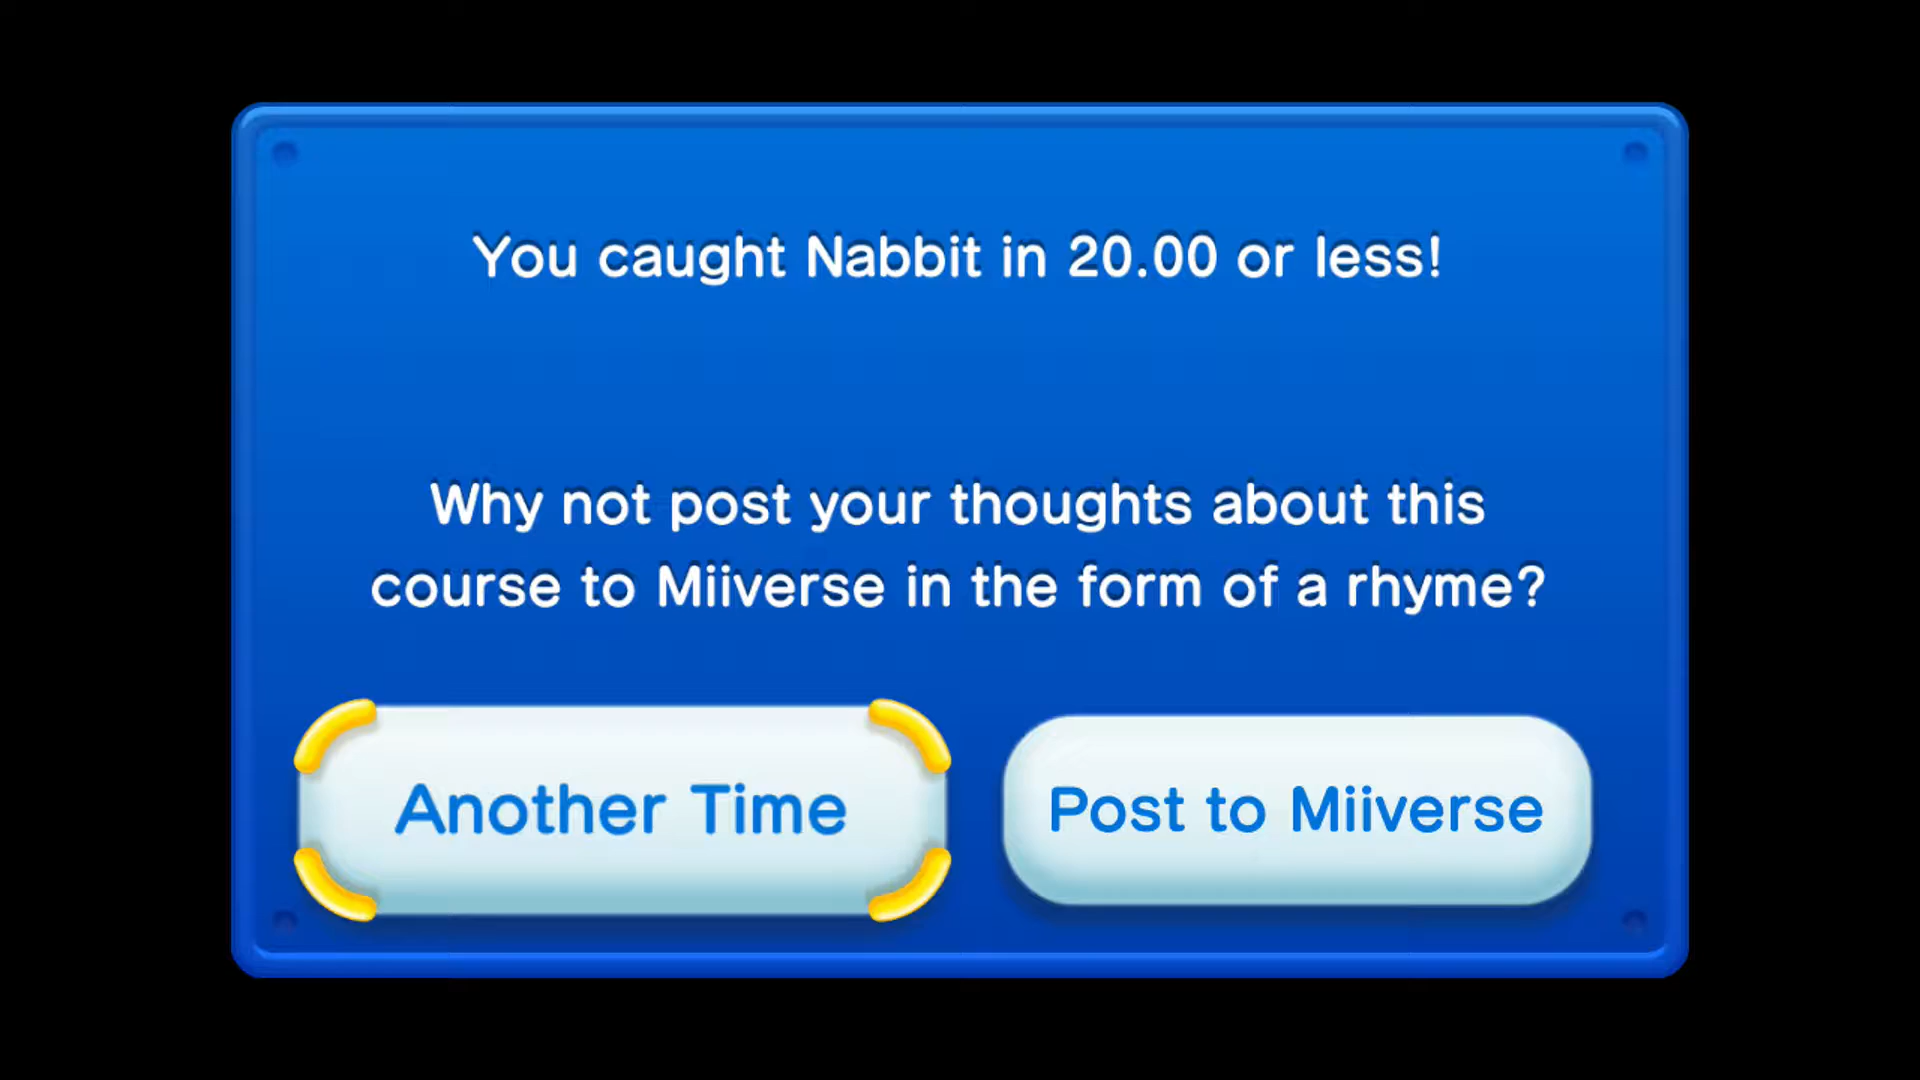 You caught Nabbit in 20.00 or less!
Why not post your thoughts about this
course to Miiverse in the form of a rhyme?
Another Time
Post to Miiverse